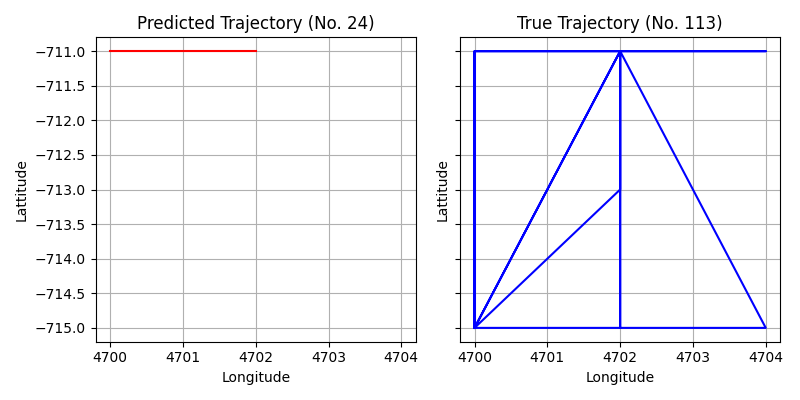 Predicted Trajectory (No. 24)
−711.0
−711.5
−712.0
−712.5
−713.0
−713.5
−714.0
−714.5
−715.0
Lattitude
4700 4701 4702 4703 4704
Longitude
True Trajectory (No. 113)
Lattitude
4700 4701 4702 4703 4704
Longitude